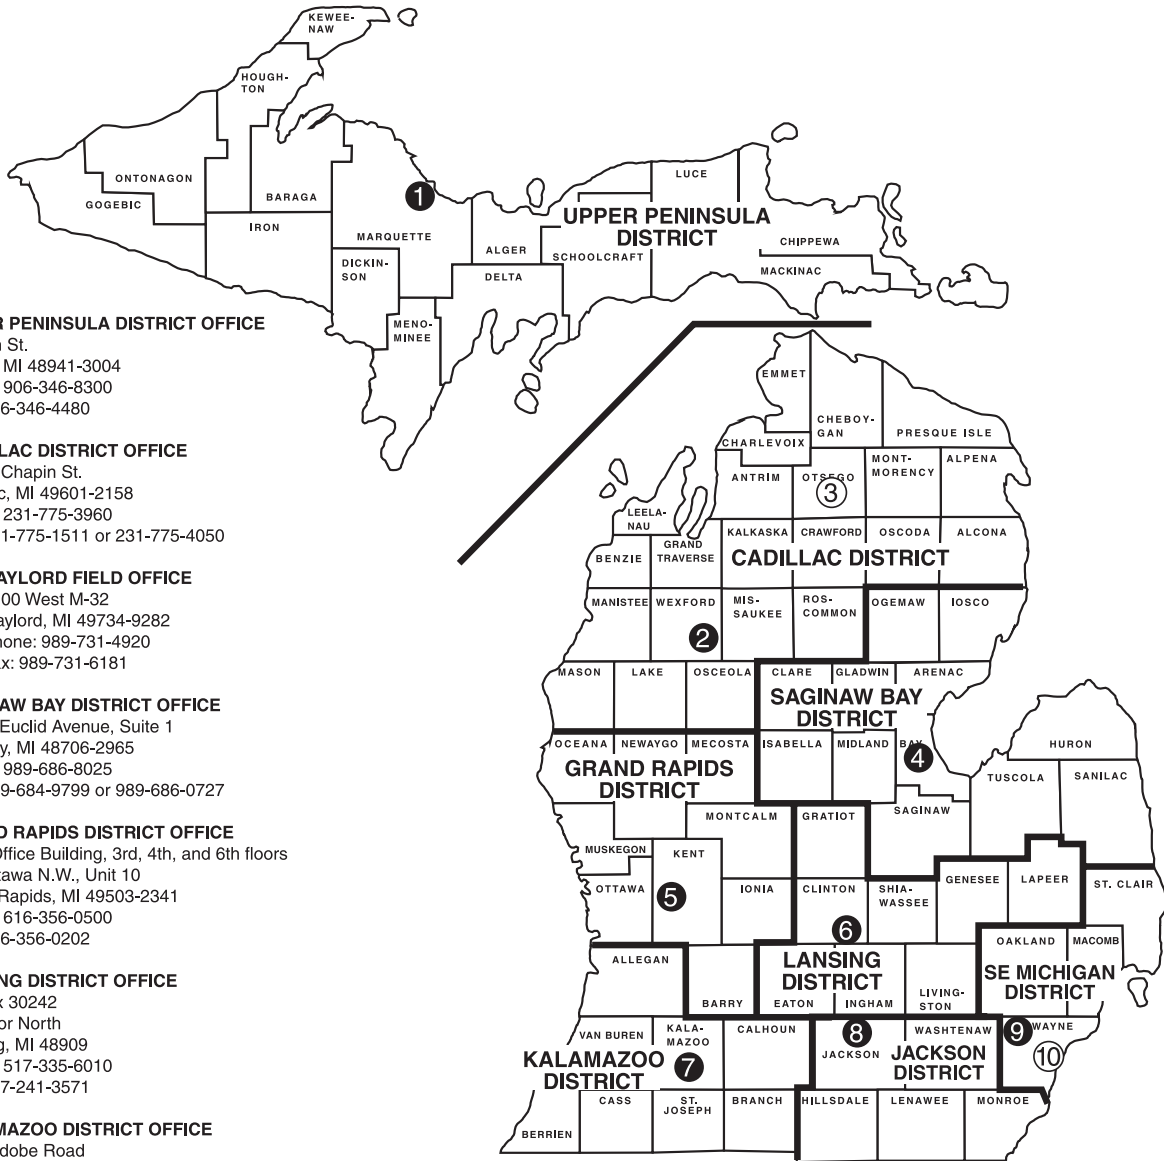 KEWEE-
NAW
HOUGH-
TON
ONTONAGON
GOGEBIC
BARAGA
IRON
1
MARQUETTE
DICKIN-
SON
MENO-
MINEE
ALGER
DELTA
SCHOOLCRAFT
LUCE
UPPER PENINSULA
DISTRICT
CHIPPEWA
MACKINAC
R PENINSULA DISTRICT OFFICE
St.
MI 48941-3004
906-346-8300
6-346-4480
LAC DISTRICT OFFICE
Chapin St.
c, MI 49601-2158
231-775-3960
1-775-1511 or 231-775-4050
AYLORD FIELD OFFICE
00 West M-32
aylord, MI 49734-9282
hone: 989-731-4920
ax: 989-731-6181
AW BAY DISTRICT OFFICE
Euclid Avenue, Suite 1
y, MI 48706-2965
989-686-8025
9-684-9799 or 989-686-0727
D RAPIDS DISTRICT OFFICE
Office Building, 3rd, 4th, and 6th floors
tawa N.W., Unit 10
Rapids, MI 49503-2341
616-356-0500
6-356-0202
NG DISTRICT OFFICE
x 30242
or North
g, MI 48909
517-335-6010
7-241-3571
MAZOO DISTRICT OFFICE
dobe Road
EMMET
CHEBOY-
GAN
PRESQUE ISLE
CHARLEVOIX
ANTRIM
OTSEGO
3
MONT-
MORENCY
ALPENA
LEELA-
NAU
BENZIE
GRAND
TRAVERSE
KALKASKA
CRAWFORD
OSCODA
ALCONA
CADILLAC DISTRICT
MANISTEE
WEXFORD
MIS-
SAUKEE
ROS-
COMMON
OGEMAW
IOSCO
2
MASON
LAKE
OSCEOLA
CLARE
GLADWIN
ARENAC
SAGINAW BAY
DISTRICT
OCEANA
NEWAYGO
MECOSTA
ISABELLA
MIDLAND
BAY
4
HURON
TUSCOLA
SANILAC
GRAND RAPIDS
DISTRICT
MONTCALM
GRATIOT
SAGINAW
MUSKEGON
KENT
OTTAWA
5
IONIA
CLINTON
SHIA-
WASSEE
GENESEE
LAPEER
ST. CLAIR
6
ALLEGAN
BARRY
LANSING
DISTRICT
EATON
INGHAM
LIVING-
STON
OAKLAND
MACOMB
SE MICHIGAN
DISTRICT
VAN BUREN
KALA-
MAZOO
CALHOUN
8
JACKSON
WASHTENAW
9
WAYNE
10
KALAMAZOO
DISTRICT
7
JACKSON
DISTRICT
BERRIEN
CASS
ST.
JOSEPH
BRANCH
HILLSDALE
LENAWEE
MONROE